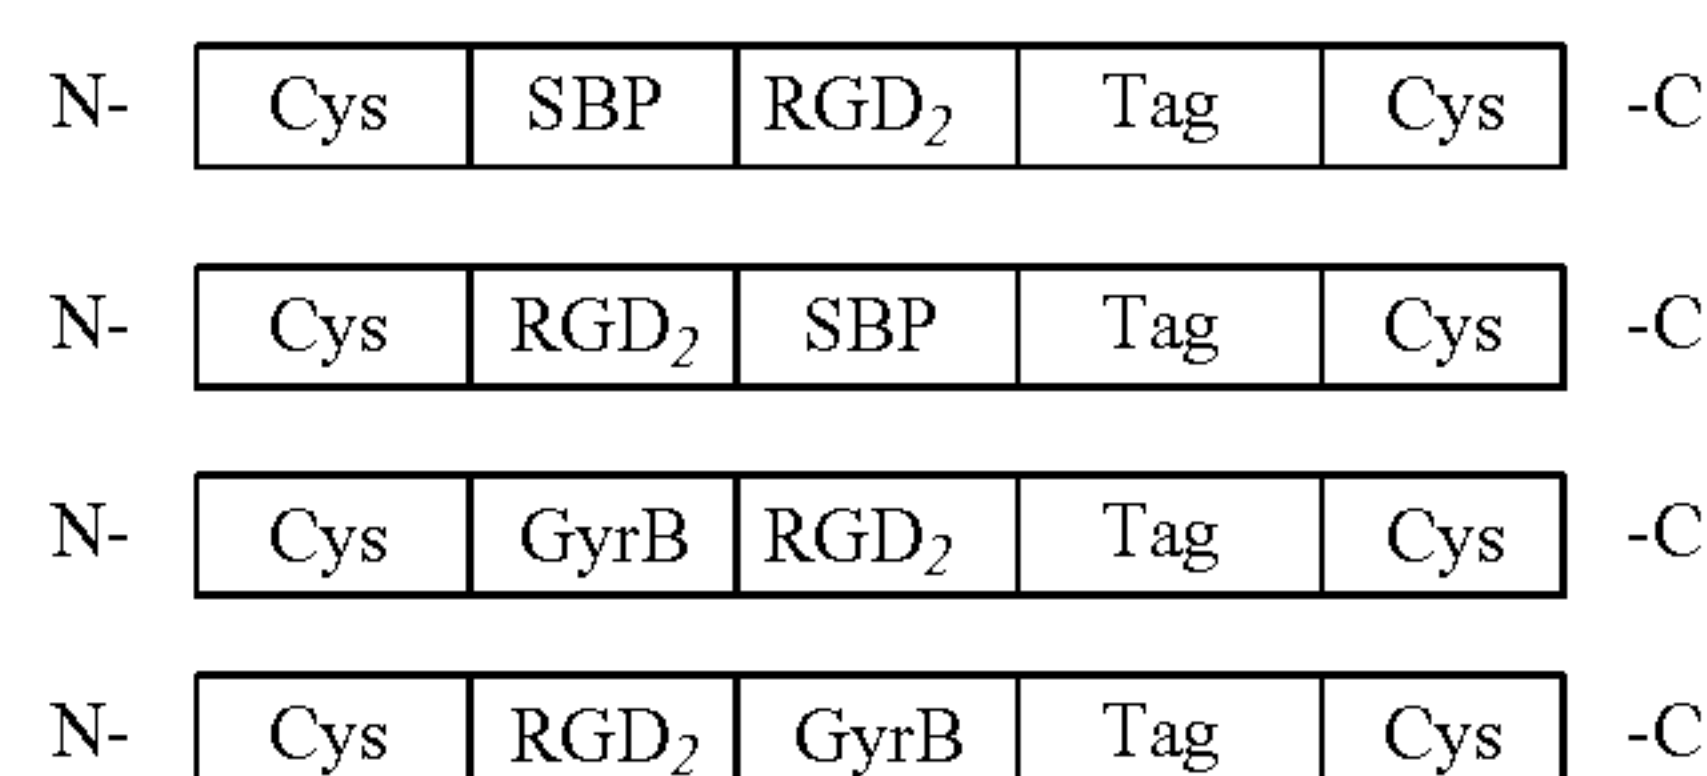 N- Cys SBP RGD₂ Tag Cys -C
N- Cys RGD₂ SBP Tag Cys -C
N- Cys GyrB RGD₂ Tag Cys -C
N- Cys RGD₂ GyrB Tag Cys -C